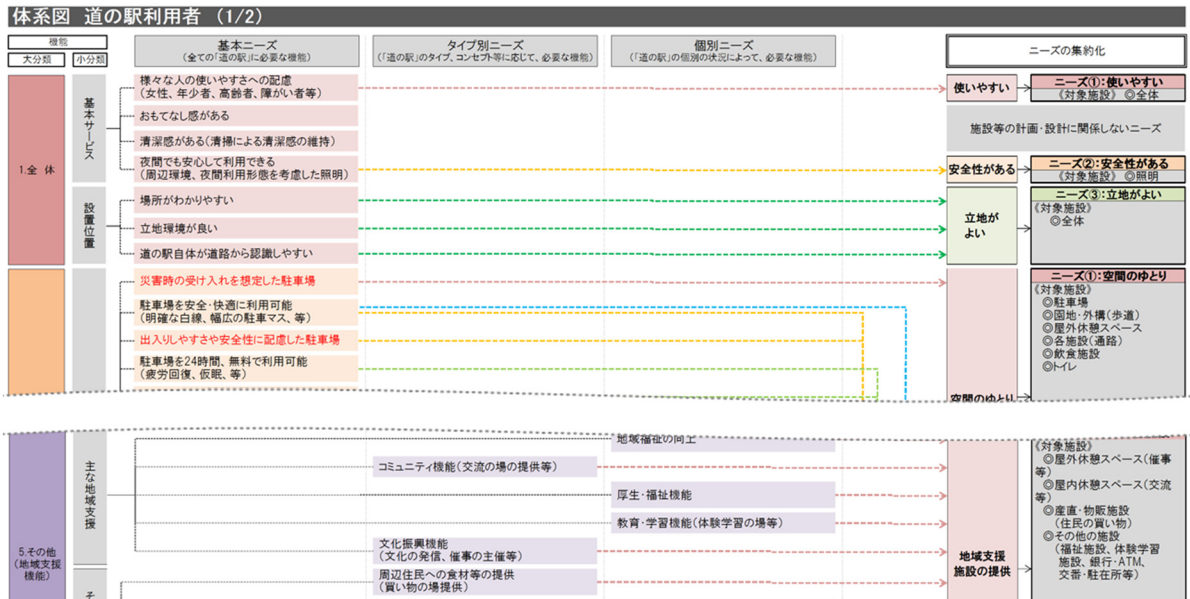 体系図 道の駅利用者 (1/2)
機能
大分類
小分類
基本ニーズ
(全ての「道の駅」に必要な機能)
タイプ別ニーズ
(「道の駅」のタイプ、コンセプト等に応じて、必要な機能)
個別ニーズ
(「道の駅」の個別の状況によって、必要な機能)
ニーズの集約化
1.全 体
基本サービス
様々な人の使いやすさへの配慮
(女性、年少者、高齢者、障がい者等)
おもてなし感がある
清潔感がある(清掃による清潔感の維持)
夜間でも安心して利用できる
(周辺環境、夜間利用形態を考慮した照明)
使いやすい
ニーズ①:使いやすい
《対象施設》 ◎全体
施設等の計画・設計に関係しないニーズ
安全性がある
ニーズ②:安全性がある
《対象施設》 ◎照明
設置位置
場所がわかりやすい
立地環境が良い
道の駅自体が道路から認識しやすい
立地が
よい
ニーズ③:立地がよい
《対象施設》
◎全体
災害時の受け入れを想定した駐車場
駐車場を安全・快適に利用可能
(明確な白線、幅広の駐車マス、等)
出入りしやすさや安全性に配慮した駐車場
駐車場を24時間、無料で利用可能
(疲労回復、仮眠、等)
空間のゆとり
ニーズ①:空間のゆとり
《対象施設》
◎駐車場
◎園地・外構(歩道)
◎屋外休憩スペース
◎各施設(通路)
◎飲食施設
◎トイレ
5.その他
(地域支援
機能)
主な地域支援
地域福祉の向上
コミュニティ機能(交流の場の提供等)
厚生・福祉機能
教育・学習機能(体験学習の場等)
文化振興機能
(文化の発信、催事の主催等)
周辺住民への食材等の提供
(買い物の場提供)
そ
地域支援
施設の提供
《対象施設》
◎屋外休憩スペース(催事
等)
◎屋内休憩スペース(交流
等)
◎産直・物販施設
(住民の買い物)
◎その他の施設
(福祉施設、体験学習
施設、銀行・ATM、
交番・駐在所等)